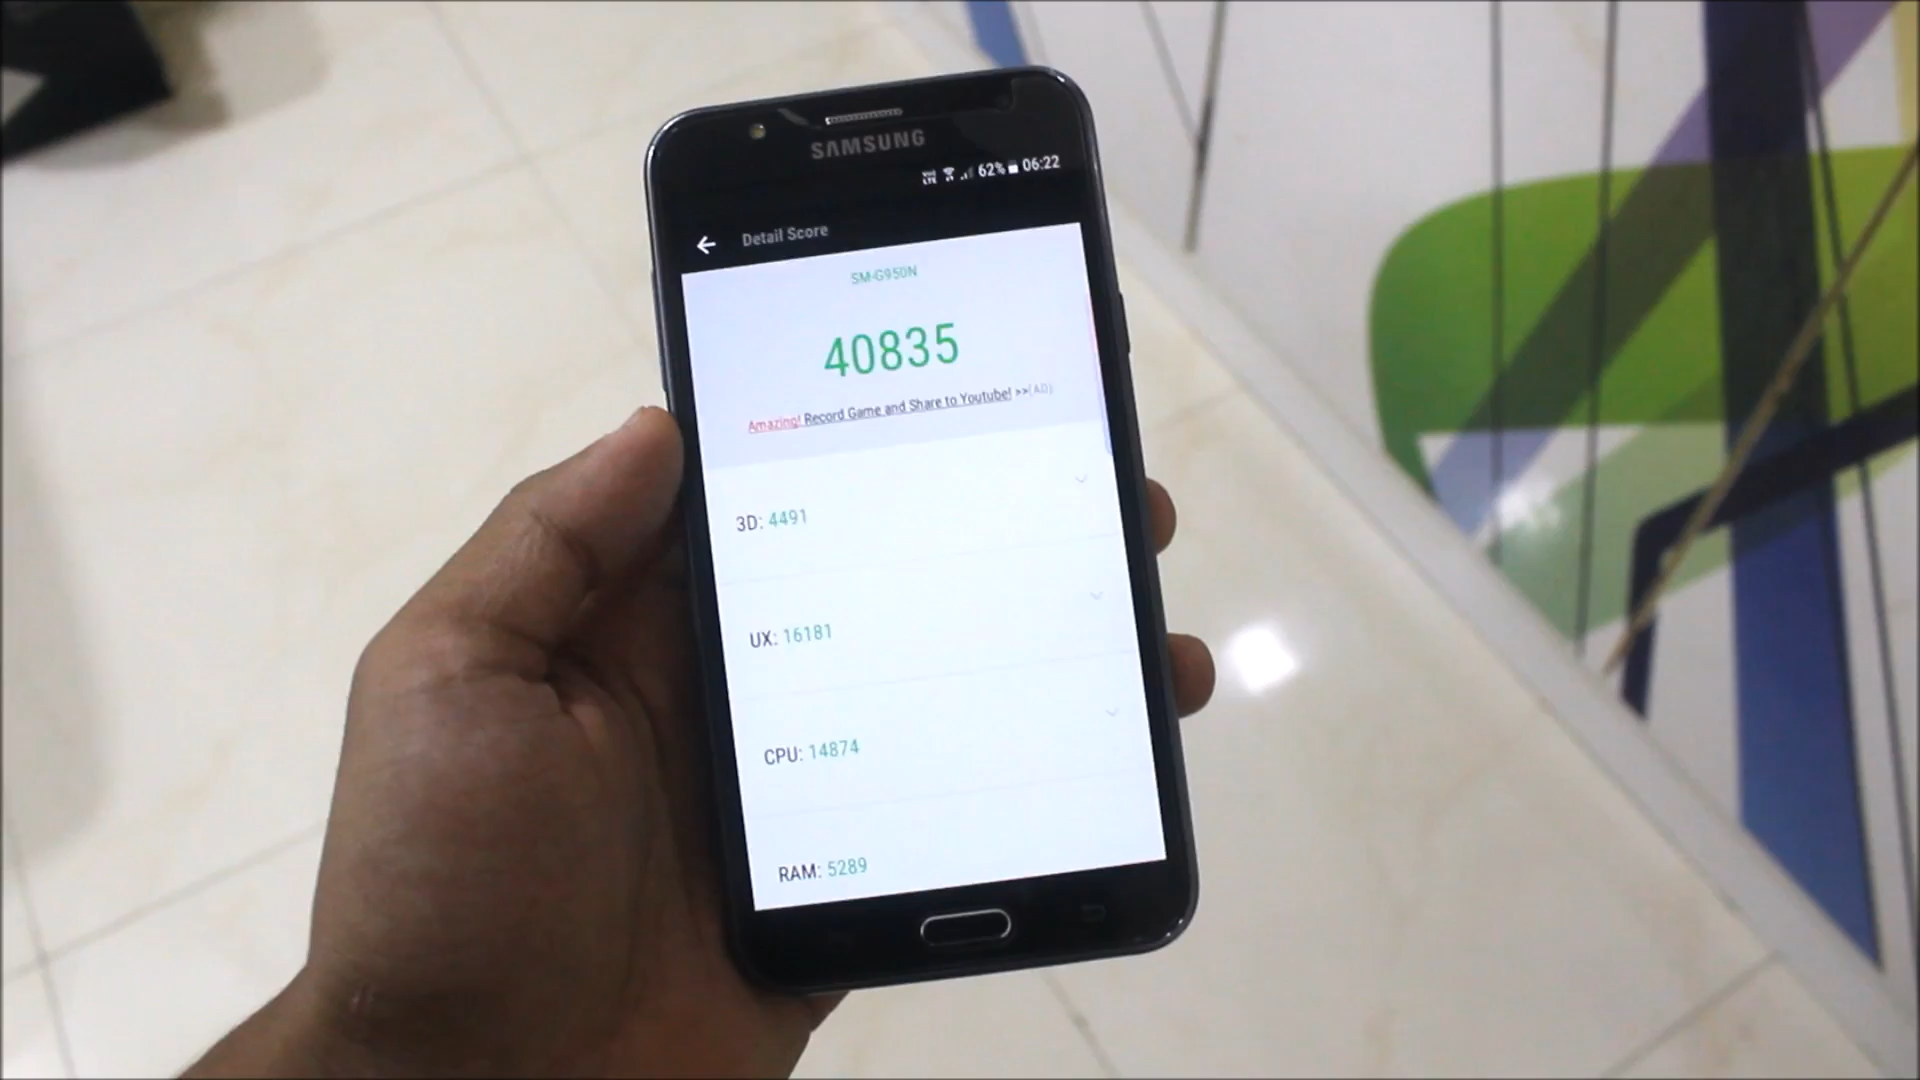 SAMSUNG
62% 06:22
Detail Score
SM-G950N
40835
Amazing! Record Game and Share to Youtube! >>(AD)
3D: 4491
UX: 16181
CPU: 14874
RAM: 5289